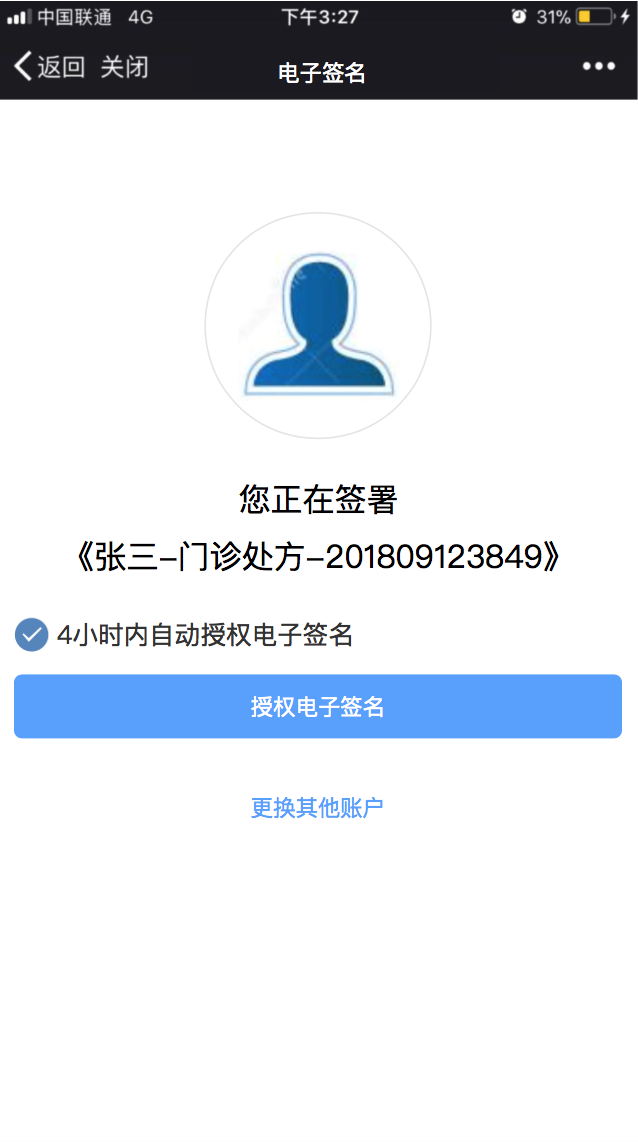 中国联通 4G 下午3:27 31%
返回 关闭 电子签名
您正在签署
《张三-门诊处方-201809123849》
4小时内自动授权电子签名
授权电子签名
更换其他账户